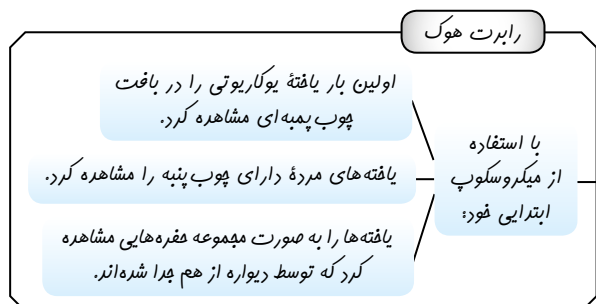 رابرت هوک
با استفاده
از میکروسکوپ
ابتدایی خود:
اولین بار یاختهٔ یوکاریوتی را در بافت
چوب پمبه‌ای مشاهده کرد.
یاخته‌های مردهٔ دارای چوب پنبه را مشاهده کرد.
یاخته‌ها را به صورت مجموعه حفره‌هایی مشاهده
کرد که توسط دیواره از هم جدا شده‌اند.